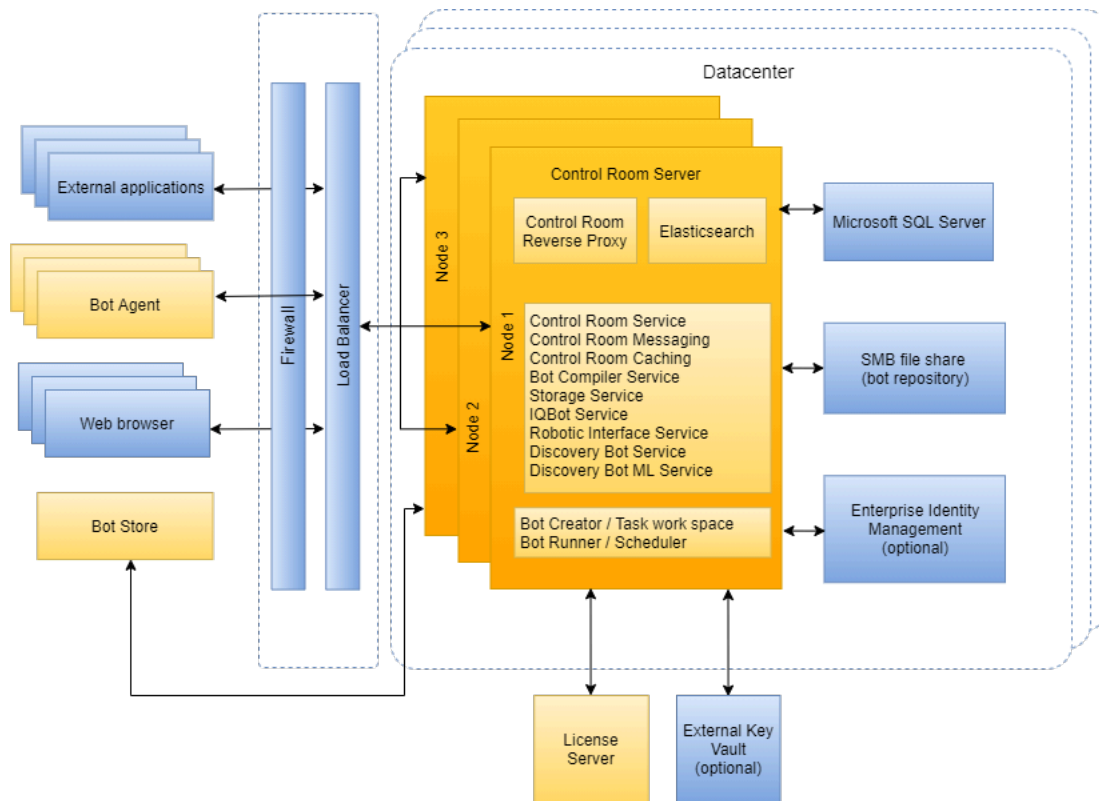 Datacenter
External applications
Bot Agent
Web browser
Bot Store
Firewall
Load Balancer
Node 3
Node 2
Node 1
Control Room Server
Control Room
Reverse Proxy
Elasticsearch
Control Room Service
Control Room Messaging
Control Room Caching
Bot Compiler Service
Storage Service
IQBot Service
Robotic Interface Service
Discovery Bot Service
Discovery Bot ML Service
Bot Creator / Task work space
Bot Runner / Scheduler
Microsoft SQL Server
SMB file share
(bot repository)
Enterprise Identity
Management
(optional)
License
Server
External Key
Vault
(optional)